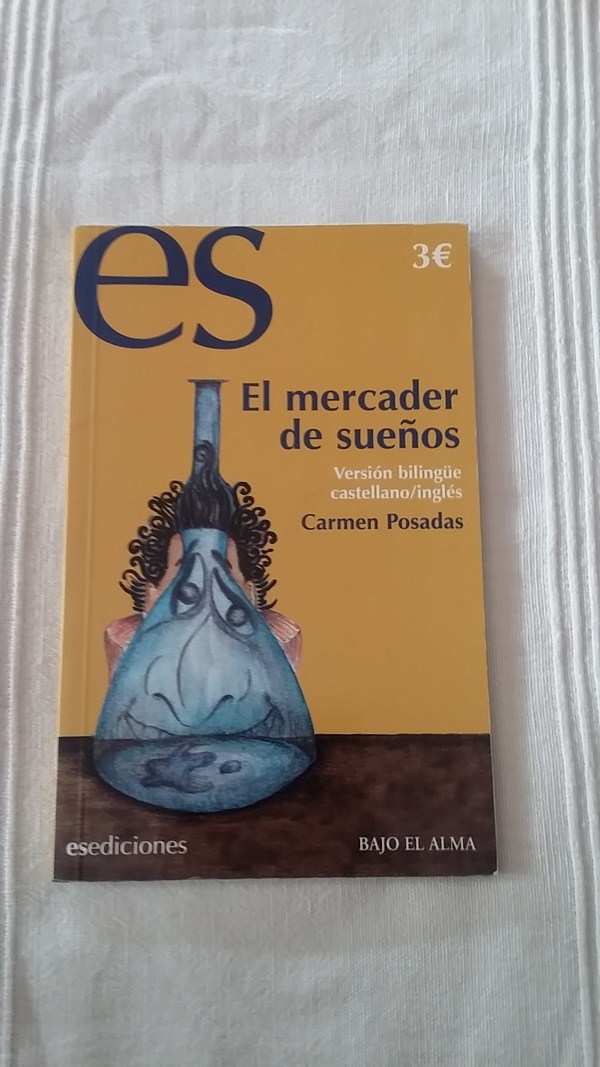 es
3€
El mercader
de sueños
Versión bilingüe
castellano/inglés
Carmen Posadas
esediciones
BAJO EL ALMA